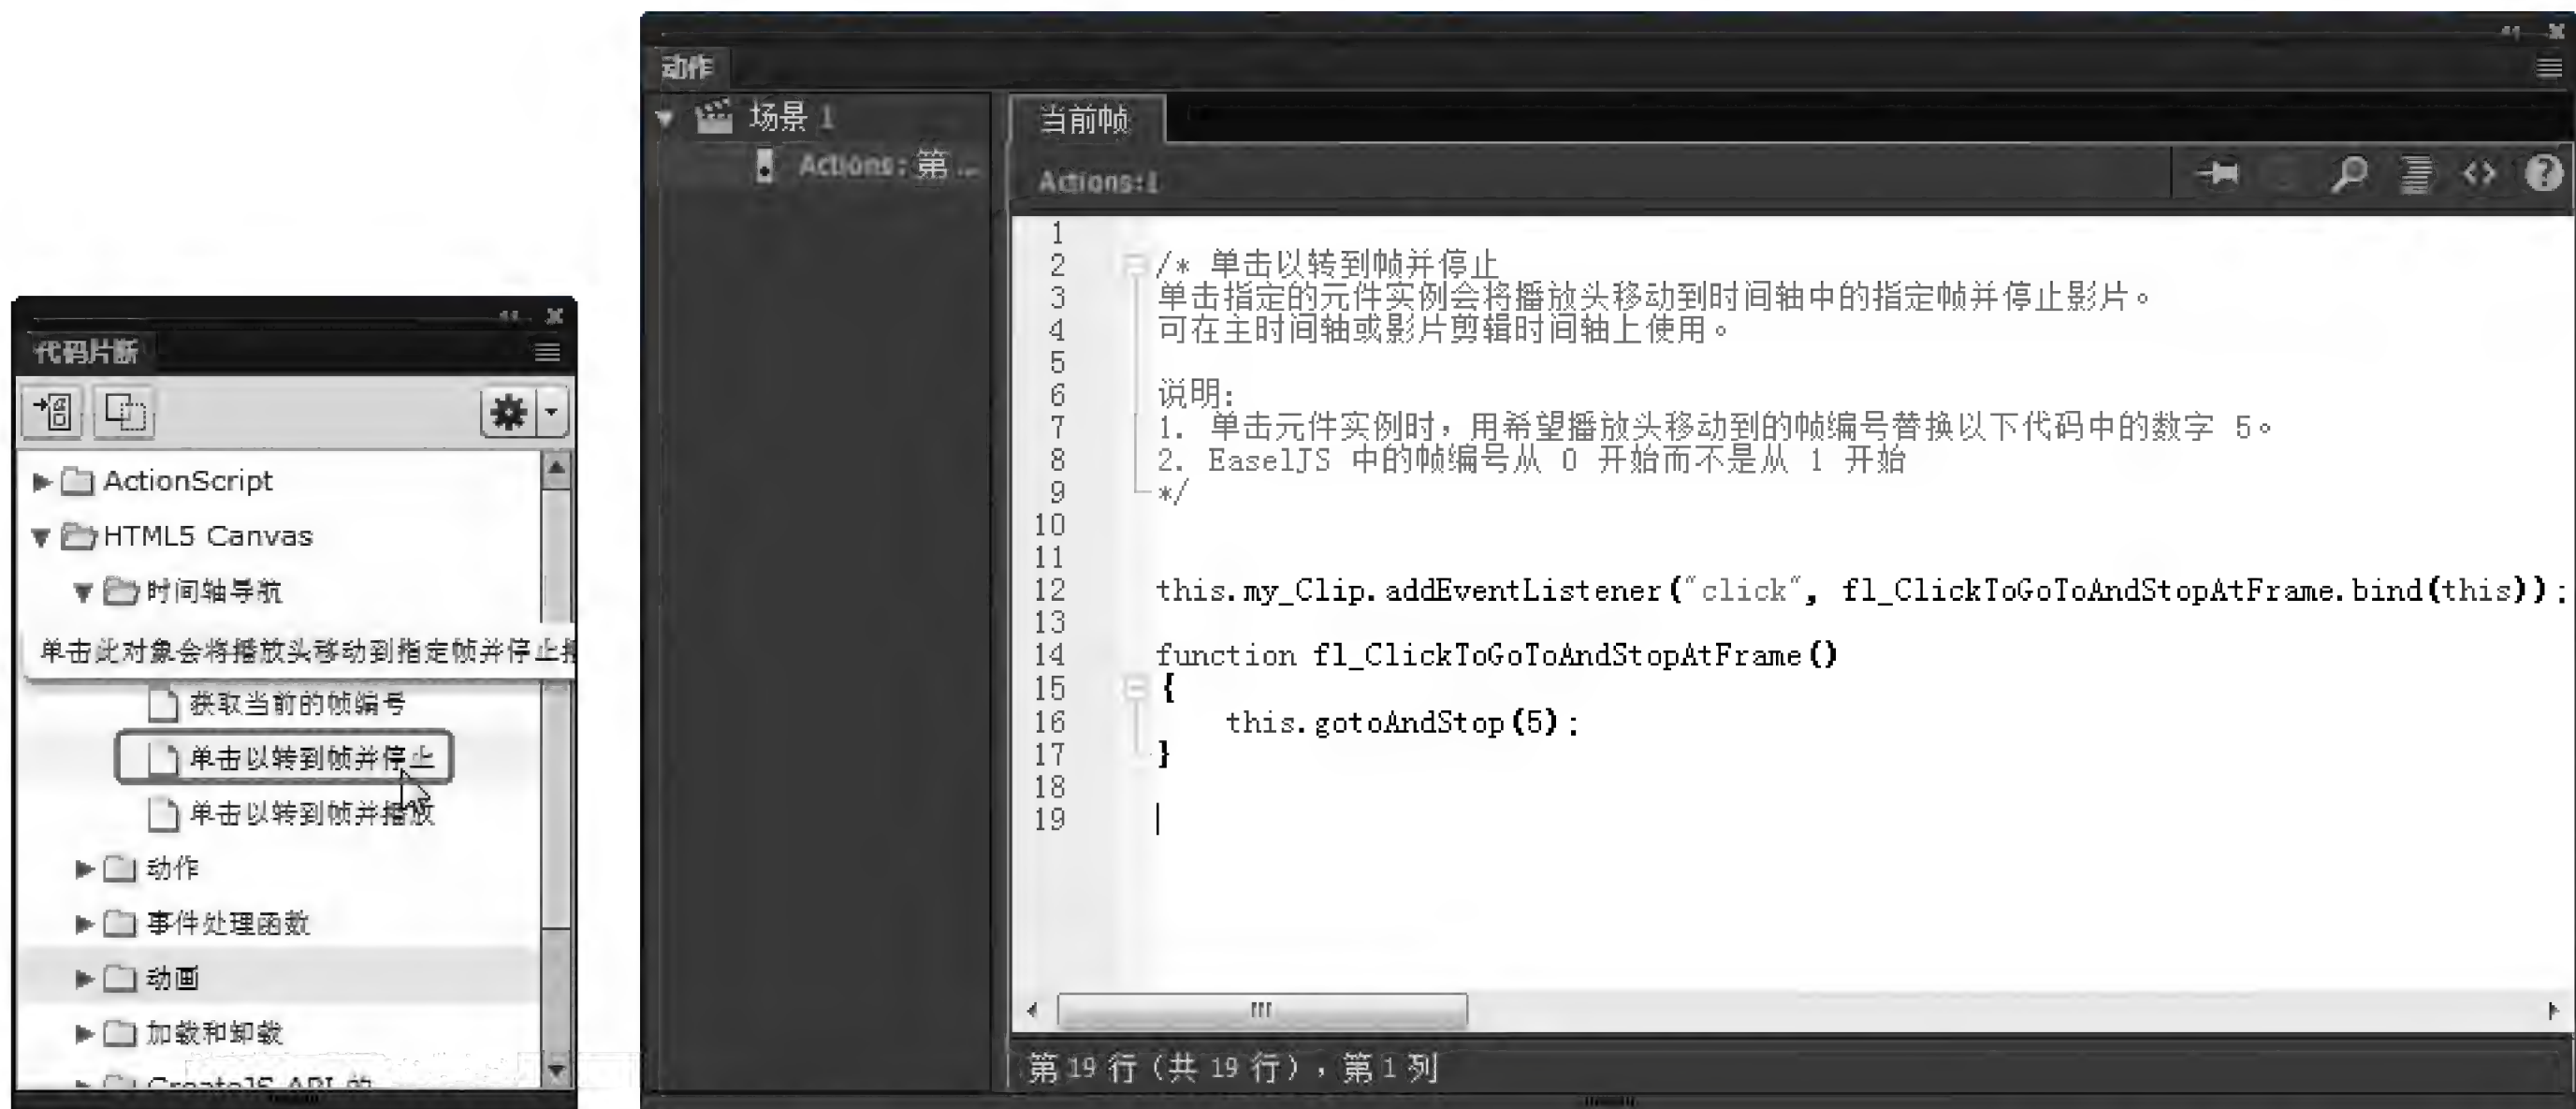 代码片断
ActionScript
HTML5 Canvas
时间轴导航
单击此对象会将播放头移动到指定帧并停止
获取当前的帧编号
单击以转到帧并停止
单击以转到帧并播放
动作
事件处理函数
动画
加载和卸载
CreateJS API 的
动作
场景 1
Actions: 第 ...
当前帧
Actions:1
1
2 /* 单击以转到帧并停止
3 单击指定的元件实例会将播放头移动到时间轴中的指定帧并停止影片。
4 可在主时间轴或影片剪辑时间轴上使用。
5
6 说明:
7 1. 单击元件实例时，用希望播放头移动到的帧编号替换以下代码中的数字 5。
8 2. EaselJS 中的帧编号从 0 开始而不是从 1 开始
9 */
10
11
12 this.my_Clip.addEventListener("click", fl_ClickToGoToAndStopAtFrame.bind(this));
13
14 function fl_ClickToGoToAndStopAtFrame()
15 {
16 this.gotoAndStop(5);
17 }
18
19
第 19 行（共 19 行），第 1 列